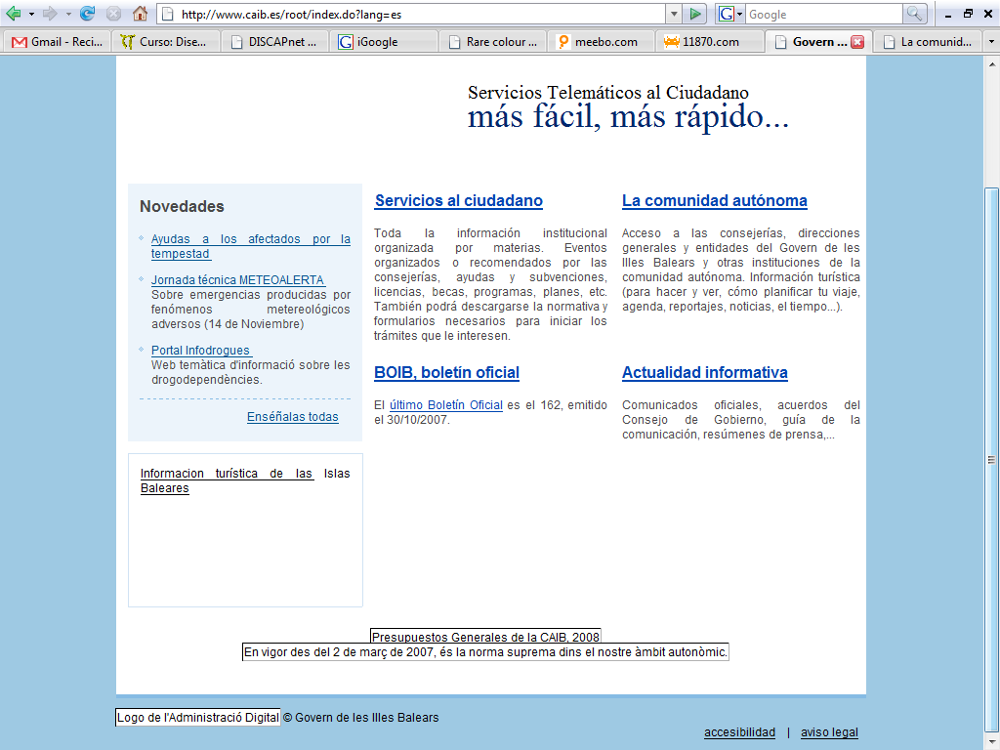 http://www.caib.es/root/index.do?lang=es
Google
Gmail - Reci...
Curso: Dise...
DISCAPnet ...
iGoogle
Rare colour ...
meebo.com
11870.com
Govern ...
La comunid...
Servicios Telemáticos al Ciudadano
más fácil, más rápido...
Novedades
Ayudas a los afectados por la
tempestad
Jornada técnica METEOALERTA
Sobre emergencias producidas por
fenómenos metereológicos
adversos (14 de Noviembre)
Portal Infodrogues
Web temàtica d'informació sobre les
drogodependències.
Enséñalas todas
Informacion turística de las Islas
Baleares
Servicios al ciudadano
Toda la información institucional
organizada por materias. Eventos
organizados o recomendados por las
consejerías, ayudas y subvenciones,
licencias, becas, programas, planes, etc.
También podrá descargarse la normativa y
formularios necesarios para iniciar los
trámites que le interesen.
La comunidad autónoma
Acceso a las consejerías, direcciones
generales y entidades del Govern de les
Illes Balears y otras instituciones de la
comunidad autónoma. Información turística
(para hacer y ver, cómo planificar tu viaje,
agenda, reportajes, noticias, el tiempo...).
BOIB, boletín oficial
El último Boletín Oficial es el 162, emitido
el 30/10/2007.
Actualidad informativa
Comunicados oficiales, acuerdos del
Consejo de Gobierno, guía de la
comunicación, resúmenes de prensa,...
Presupuestos Generales de la CAIB, 2008
En vigor des del 2 de març de 2007, és la norma suprema dins el nostre àmbit autonòmic.
Logo de l'Administració Digital © Govern de les Illes Balears
accesibilidad | aviso legal